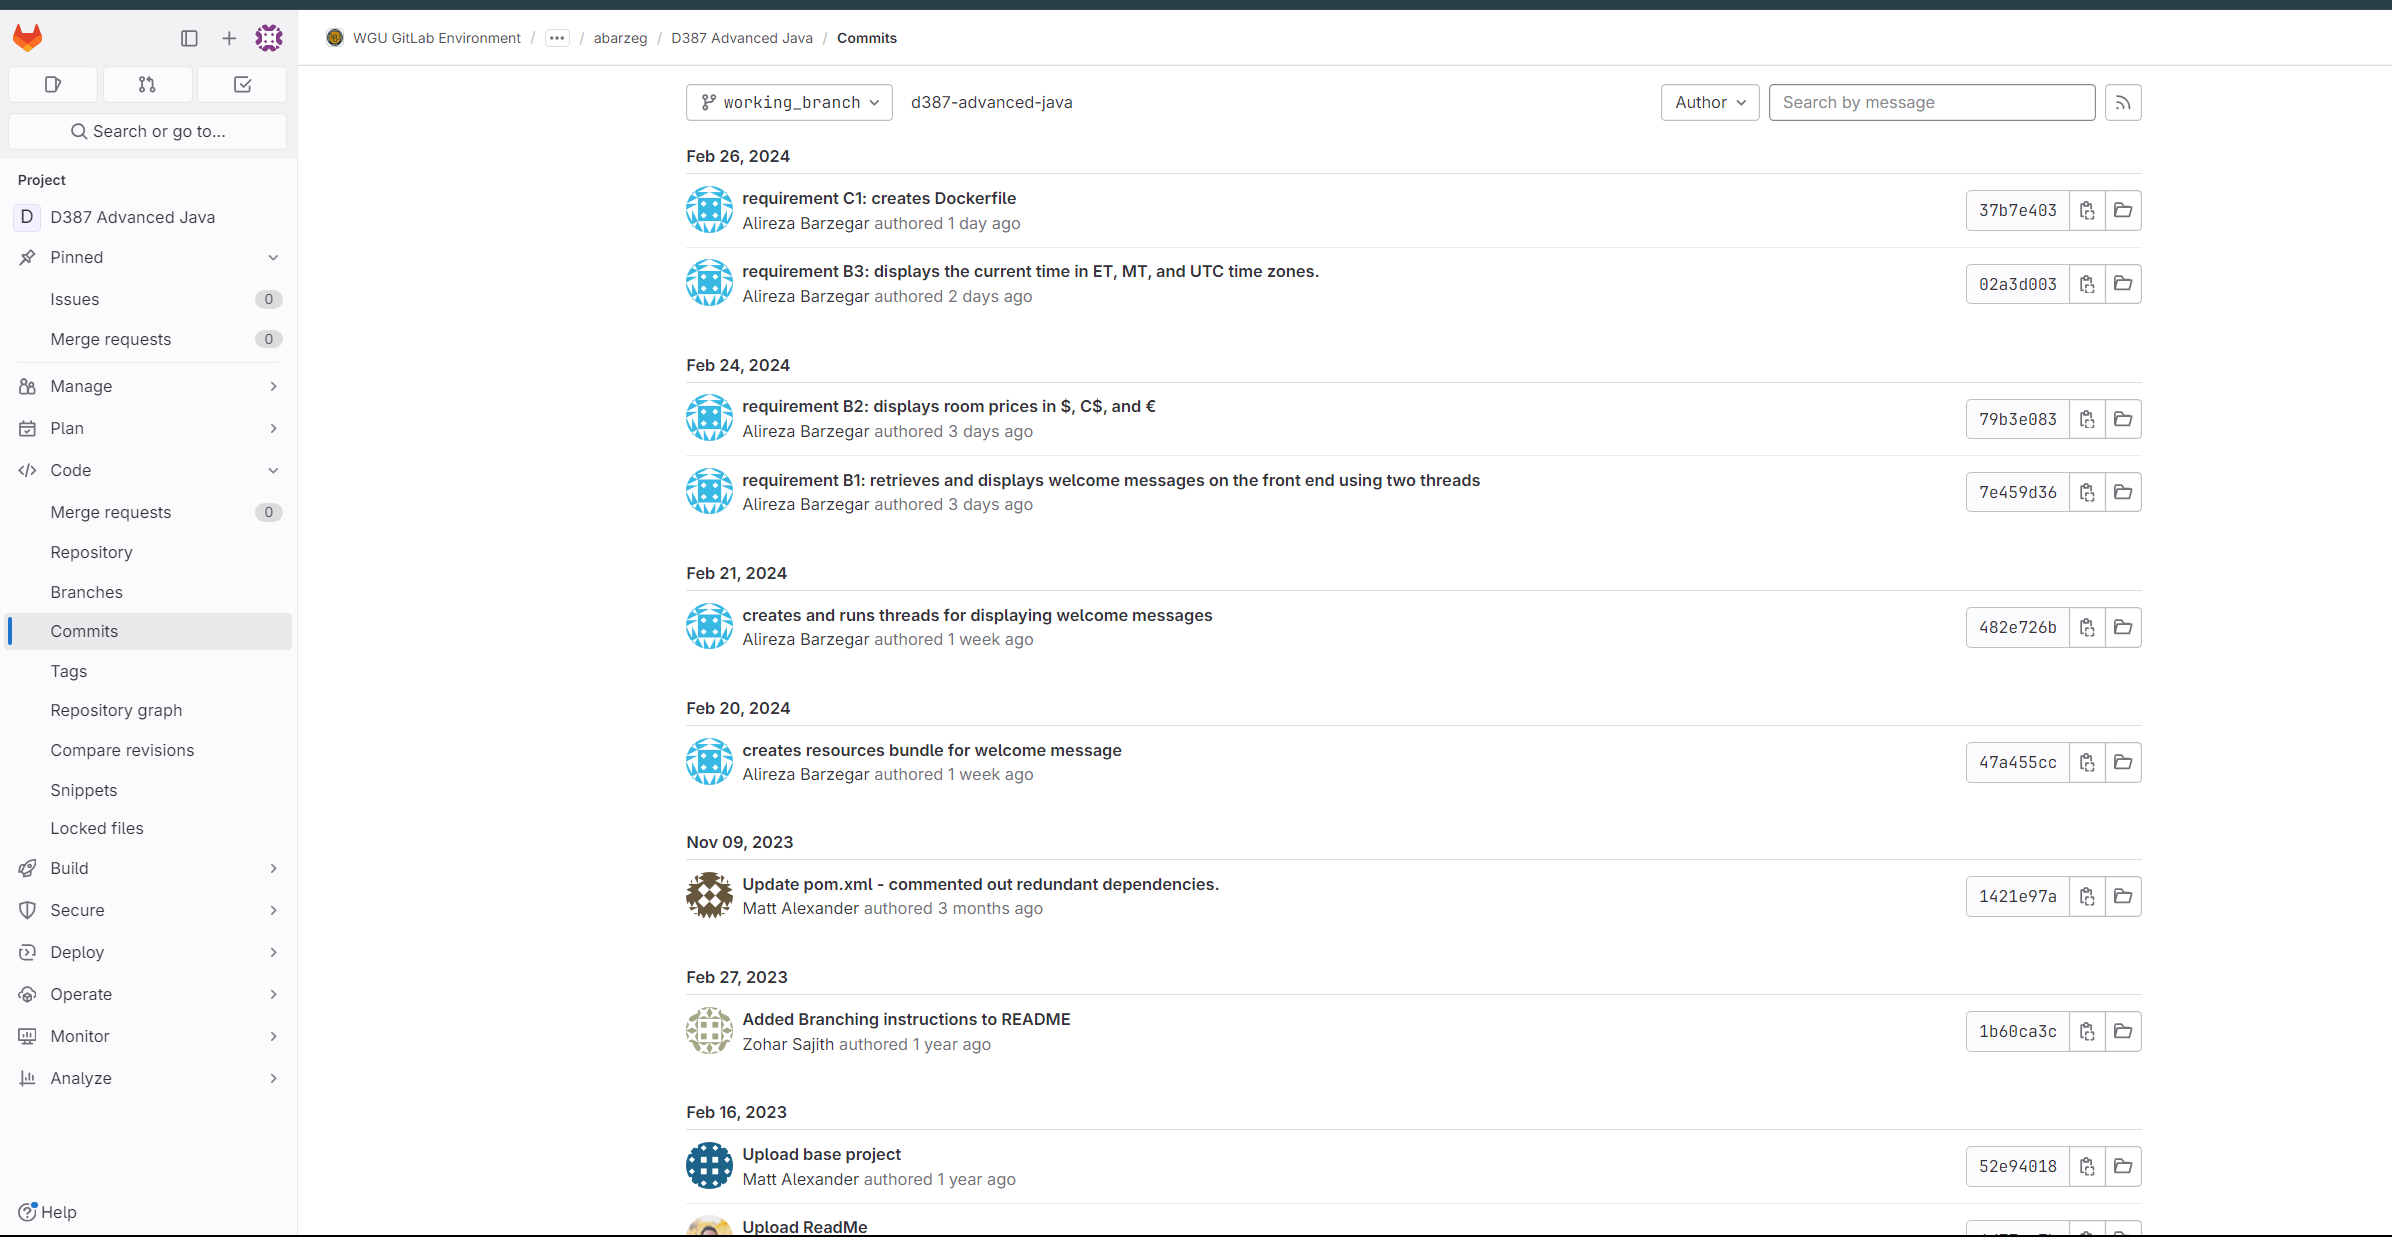 WGU GitLab Environment / ... / abarzeg / D387 Advanced Java / Commits
Search or go to...
Project
D D387 Advanced Java
Pinned
Issues 0
Merge requests 0
Manage
Plan
Code
Merge requests 0
Repository
Branches
Commits
Tags
Repository graph
Compare revisions
Snippets
Locked files
Build
Secure
Deploy
Operate
Monitor
Analyze
Help
working_branch d387-advanced-java Author Search by message
Feb 26, 2024
requirement C1: creates Dockerfile
Alireza Barzegar authored 1 day ago
37b7e403
requirement B3: displays the current time in ET, MT, and UTC time zones.
Alireza Barzegar authored 2 days ago
02a3d003
Feb 24, 2024
requirement B2: displays room prices in $, C$, and €
Alireza Barzegar authored 3 days ago
79b3e083
requirement B1: retrieves and displays welcome messages on the front end using two threads
Alireza Barzegar authored 3 days ago
7e459d36
Feb 21, 2024
creates and runs threads for displaying welcome messages
Alireza Barzegar authored 1 week ago
482e726b
Feb 20, 2024
creates resources bundle for welcome message
Alireza Barzegar authored 1 week ago
47a455cc
Nov 09, 2023
Update pom.xml - commented out redundant dependencies.
Matt Alexander authored 3 months ago
1421e97a
Feb 27, 2023
Added Branching instructions to README
Zohar Sajith authored 1 year ago
1b60ca3c
Feb 16, 2023
Upload base project
Matt Alexander authored 1 year ago
52e94018
Upload ReadMe